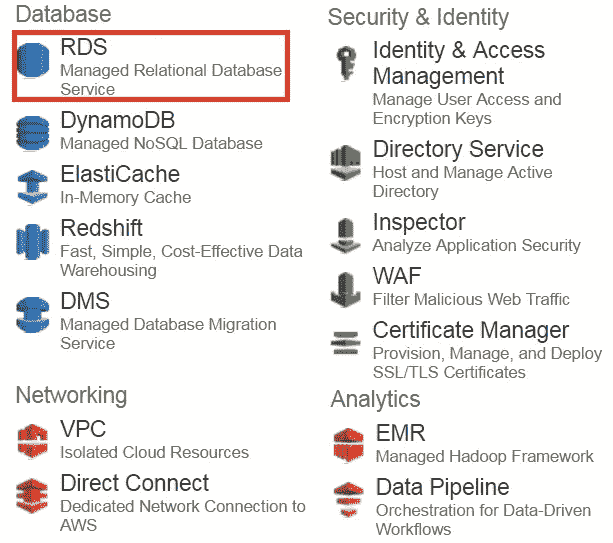 Database
RDS
Managed Relational Database
Service
DynamoDB
Managed NoSQL Database
ElastiCache
In-Memory Cache
Redshift
Fast, Simple, Cost-Effective Data
Warehousing
DMS
Managed Database Migration
Service
Networking
VPC
Isolated Cloud Resources
Direct Connect
Dedicated Network Connection to
AWS
Security & Identity
Identity & Access
Management
Manage User Access and
Encryption Keys
Directory Service
Host and Manage Active
Directory
Inspector
Analyze Application Security
WAF
Filter Malicious Web Traffic
Certificate Manager
Provision, Manage, and Deploy
SSL/TLS Certificates
Analytics
EMR
Managed Hadoop Framework
Data Pipeline
Orchestration for Data-Driven
Workflows